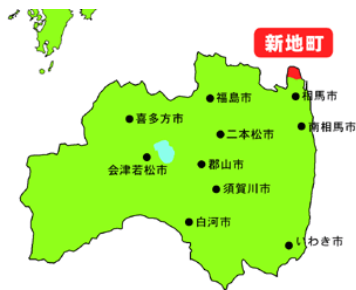 新地町
福島市
相馬市
喜多方市
南相馬市
二本松市
会津若松市
郡山市
須賀川市
白河市
いわき市